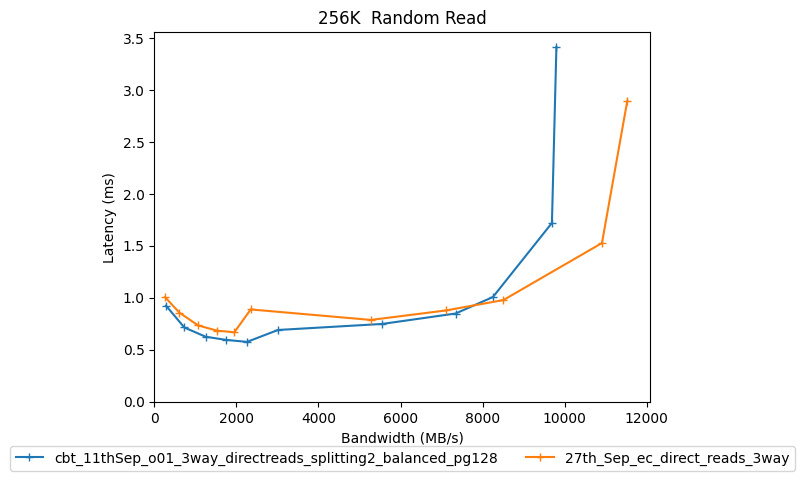 256K  Random Read
3.5
3.0
2.5
2.0
1.5
1.0
0.5
0.0
Latency (ms)
0 2000 4000 6000 8000 10000 12000
Bandwidth (MB/s)
cbt_11thSep_o01_3way_directreads_splitting2_balanced_pg128 27th_Sep_ec_direct_reads_3way